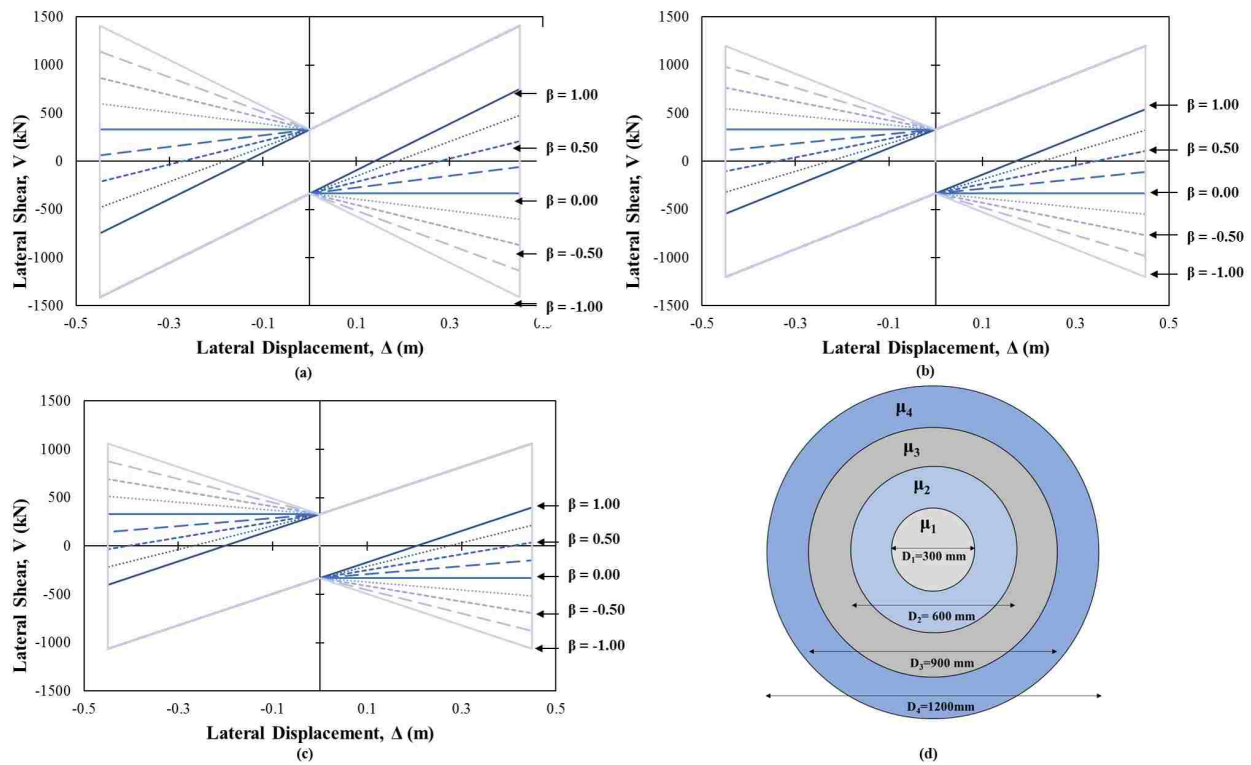 1500
1000
500
0
-500
-1000
-1500
-0.5
-0.3
-0.1
0.1
0.3
Lateral Shear, V (kN)
Lateral Displacement, Δ (m)
β = 1.00
β = 0.50
β = 0.00
β = -0.50
β = -1.00
(a)
1500
1000
500
0
-500
-1000
-1500
-0.5
-0.3
-0.1
0.1
0.3
0.5
Lateral Shear, V (kN)
Lateral Displacement, Δ (m)
β = 1.00
β = 0.50
β = 0.00
β = -0.50
β = -1.00
(b)
1500
1000
500
0
-500
-1000
-1500
-0.5
-0.3
-0.1
0.1
0.3
0.5
Lateral Shear, V (kN)
Lateral Displacement, Δ (m)
β = 1.00
β = 0.50
β = 0.00
β = -0.50
β = -1.00
(c)
μ4
μ3
μ2
μ1
D1=300 mm
D2= 600 mm
D3=900 mm
D4=1200mm
(d)